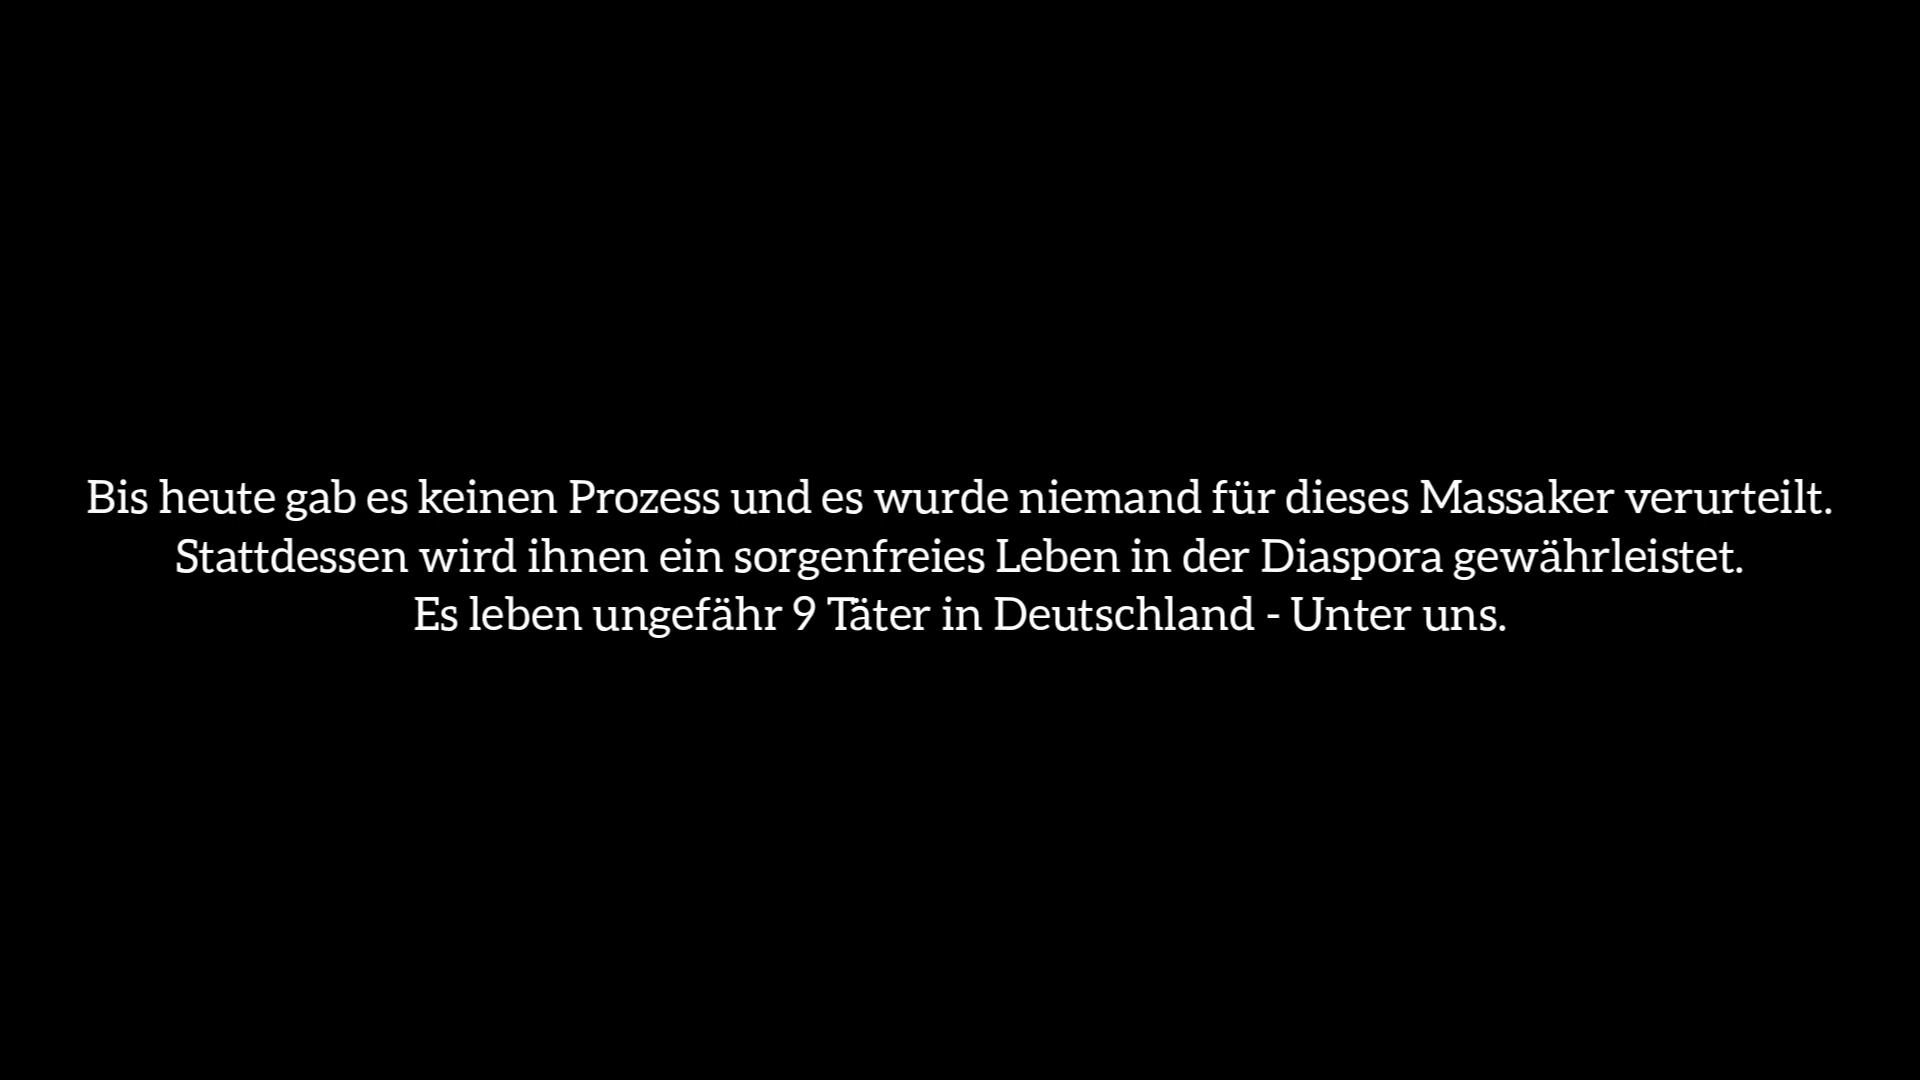 Bis heute gab es keinen Prozess und es wurde niemand für dieses Massaker verurteilt.
Stattdessen wird ihnen ein sorgenfreies Leben in der Diaspora gewährleistet.
Es leben ungefähr 9 Täter in Deutschland - Unter uns.